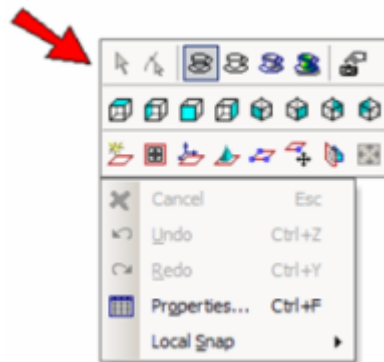 Cancel Esc
Undo Ctrl+Z
Redo Ctrl+Y
Properties... Ctrl+F
Local Snap